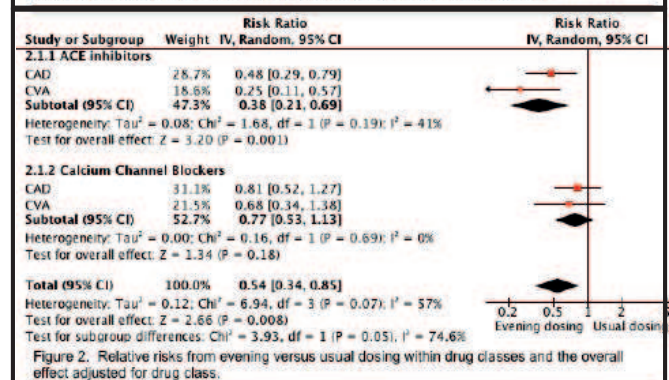 Risk Ratio Risk Ratio
Study or Subgroup Weight IV, Random, 95% CI IV, Random, 95% CI
2.1.1 ACE inhibitors
CAD 28.7% 0.48 [0.29, 0.79]
CVA 18.6% 0.25 [0.11, 0.57]
Subtotal (95% CI) 47.3% 0.38 [0.21, 0.69]
Heterogeneity: Tau² = 0.08; Chi² = 1.68, df = 1 (P = 0.19); I² = 41%
Test for overall effect: Z = 3.20 (P = 0.001)
2.1.2 Calcium Channel Blockers
CAD 31.1% 0.81 [0.52, 1.27]
CVA 21.5% 0.68 [0.34, 1.38]
Subtotal (95% CI) 52.7% 0.77 [0.53, 1.13]
Heterogeneity: Tau² = 0.00; Chi² = 0.16, df = 1 (P = 0.69); I² = 0%
Test for overall effect: Z = 1.34 (P = 0.18)
Total (95% CI) 100.0% 0.54 [0.34, 0.85]
Heterogeneity: Tau² = 0.12; Chi² = 6.94, df = 3 (P = 0.07); I² = 57%
Test for overall effect: Z = 2.66 (P = 0.008)
Test for subgroup differences: Chi² = 3.93, df = 1 (P = 0.05), I² = 74.6%
0.2 0.5 1 2
Evening dosing Usual dosing
Figure 2. Relative risks from evening versus usual dosing within drug classes and the overall
effect adjusted for drug class.